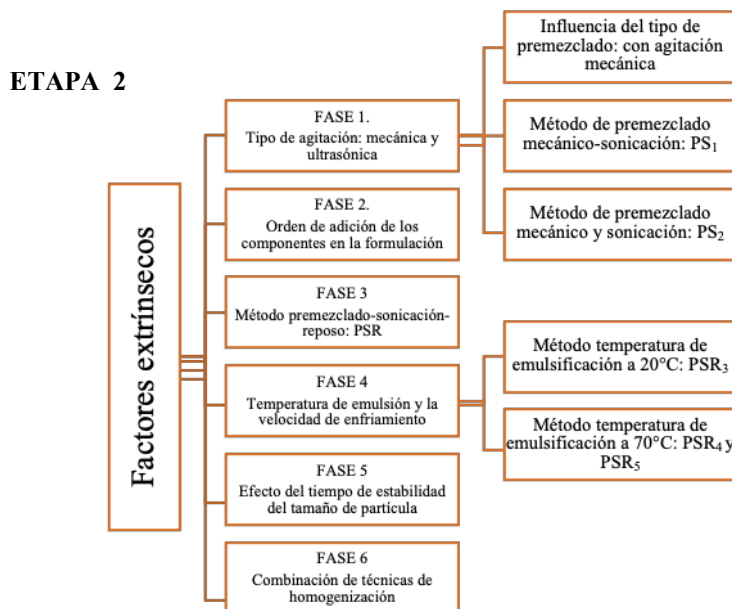 ETAPA 2
Factores extrínsecos
FASE 1.
Tipo de agitación: mecánica y
ultrasónica
Influencia del tipo de
premezclado: con agitación
mecánica
Método de premezclado
mecánico-sonicación: PS₁
Método de premezclado
mecánico y sonicación: PS₂
FASE 2.
Orden de adición de los
componentes en la formulación
FASE 3
Método premezclado-sonicación-
reposo: PSR
FASE 4
Temperatura de emulsión y la
velocidad de enfriamiento
Método temperatura de
emulsificación a 20°C: PSR₃
Método temperatura de
emulsificación a 70°C: PSR₄ y
PSR₅
FASE 5
Efecto del tiempo de estabilidad
del tamaño de partícula
FASE 6
Combinación de técnicas de
homogenización